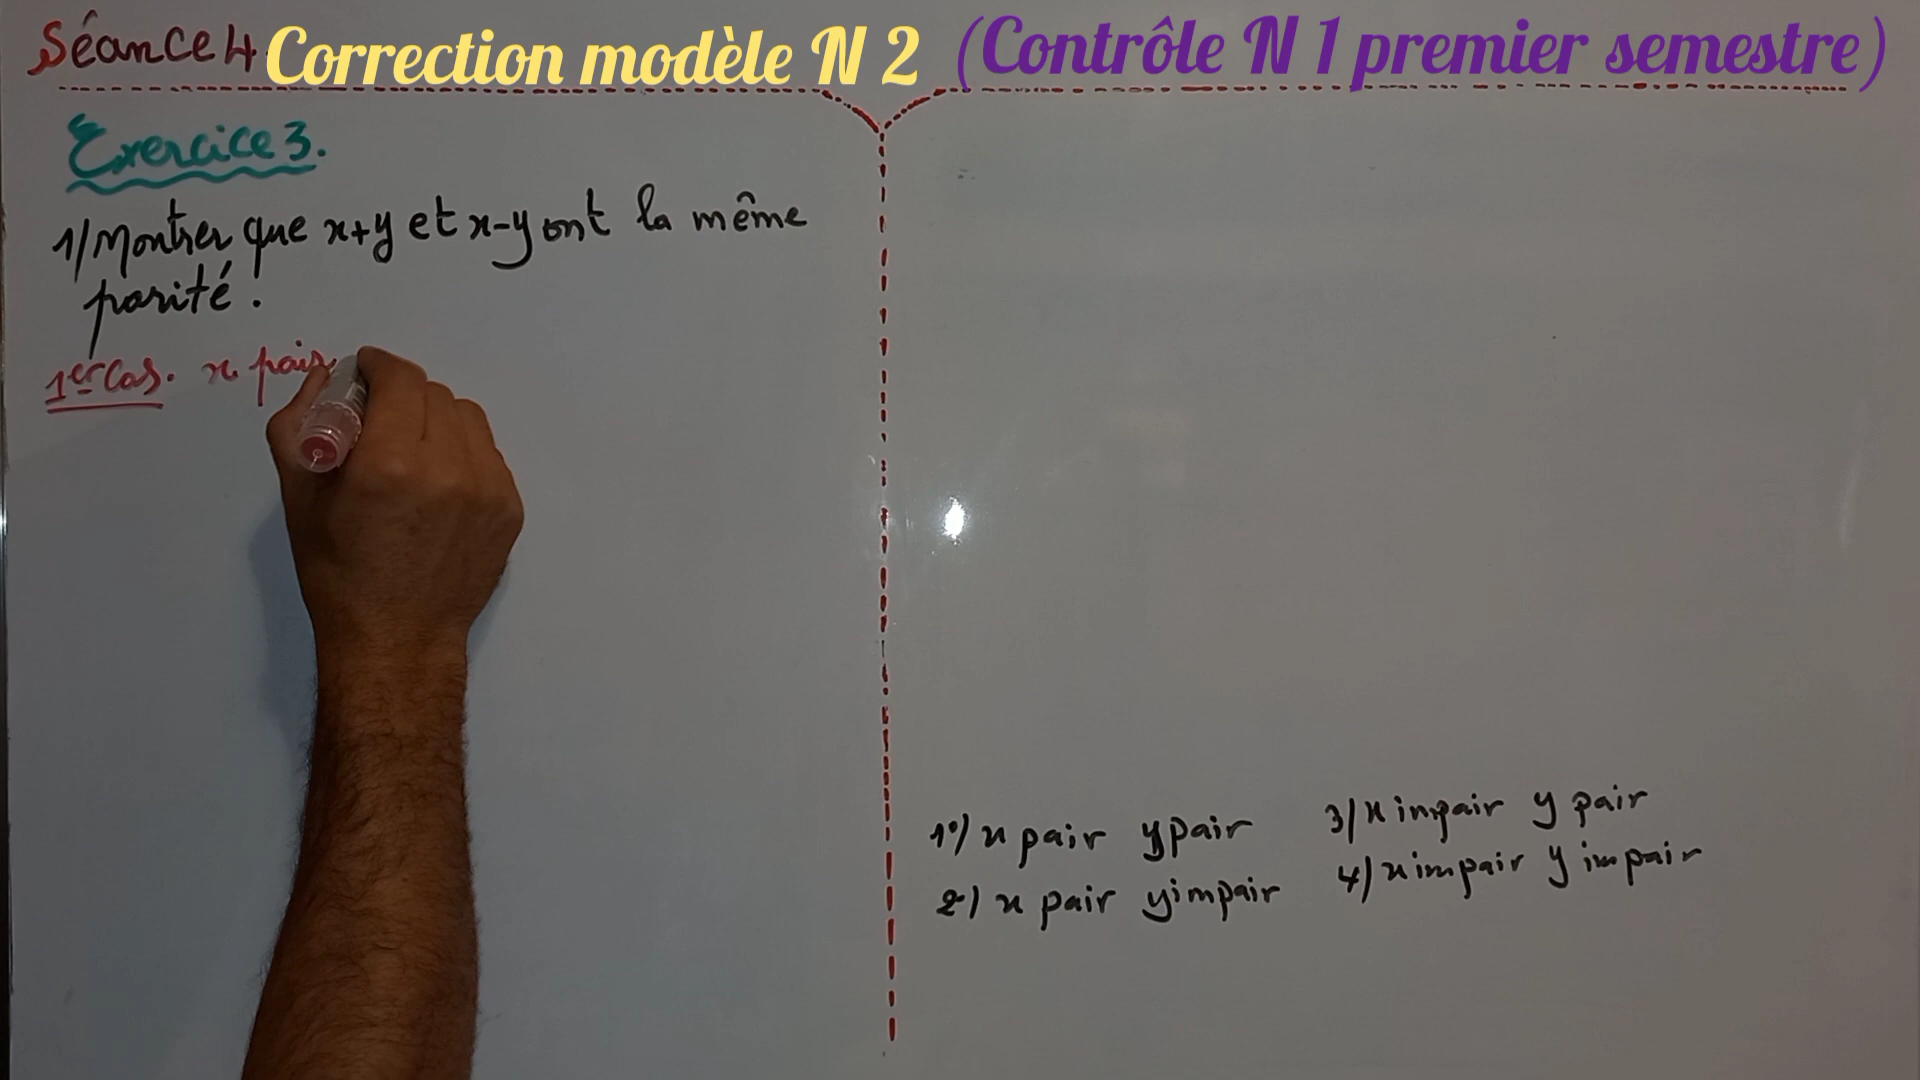 Séance 4 Correction modèle N 2 (Contrôle N 1 premier semestre)
Exercice 3.
1/ Montrer que x+y et x-y ont la même
parité.
1er Cas. x pair
1°) x pair y pair
2) x pair y impair
3) x impair y pair
4) x impair y impair